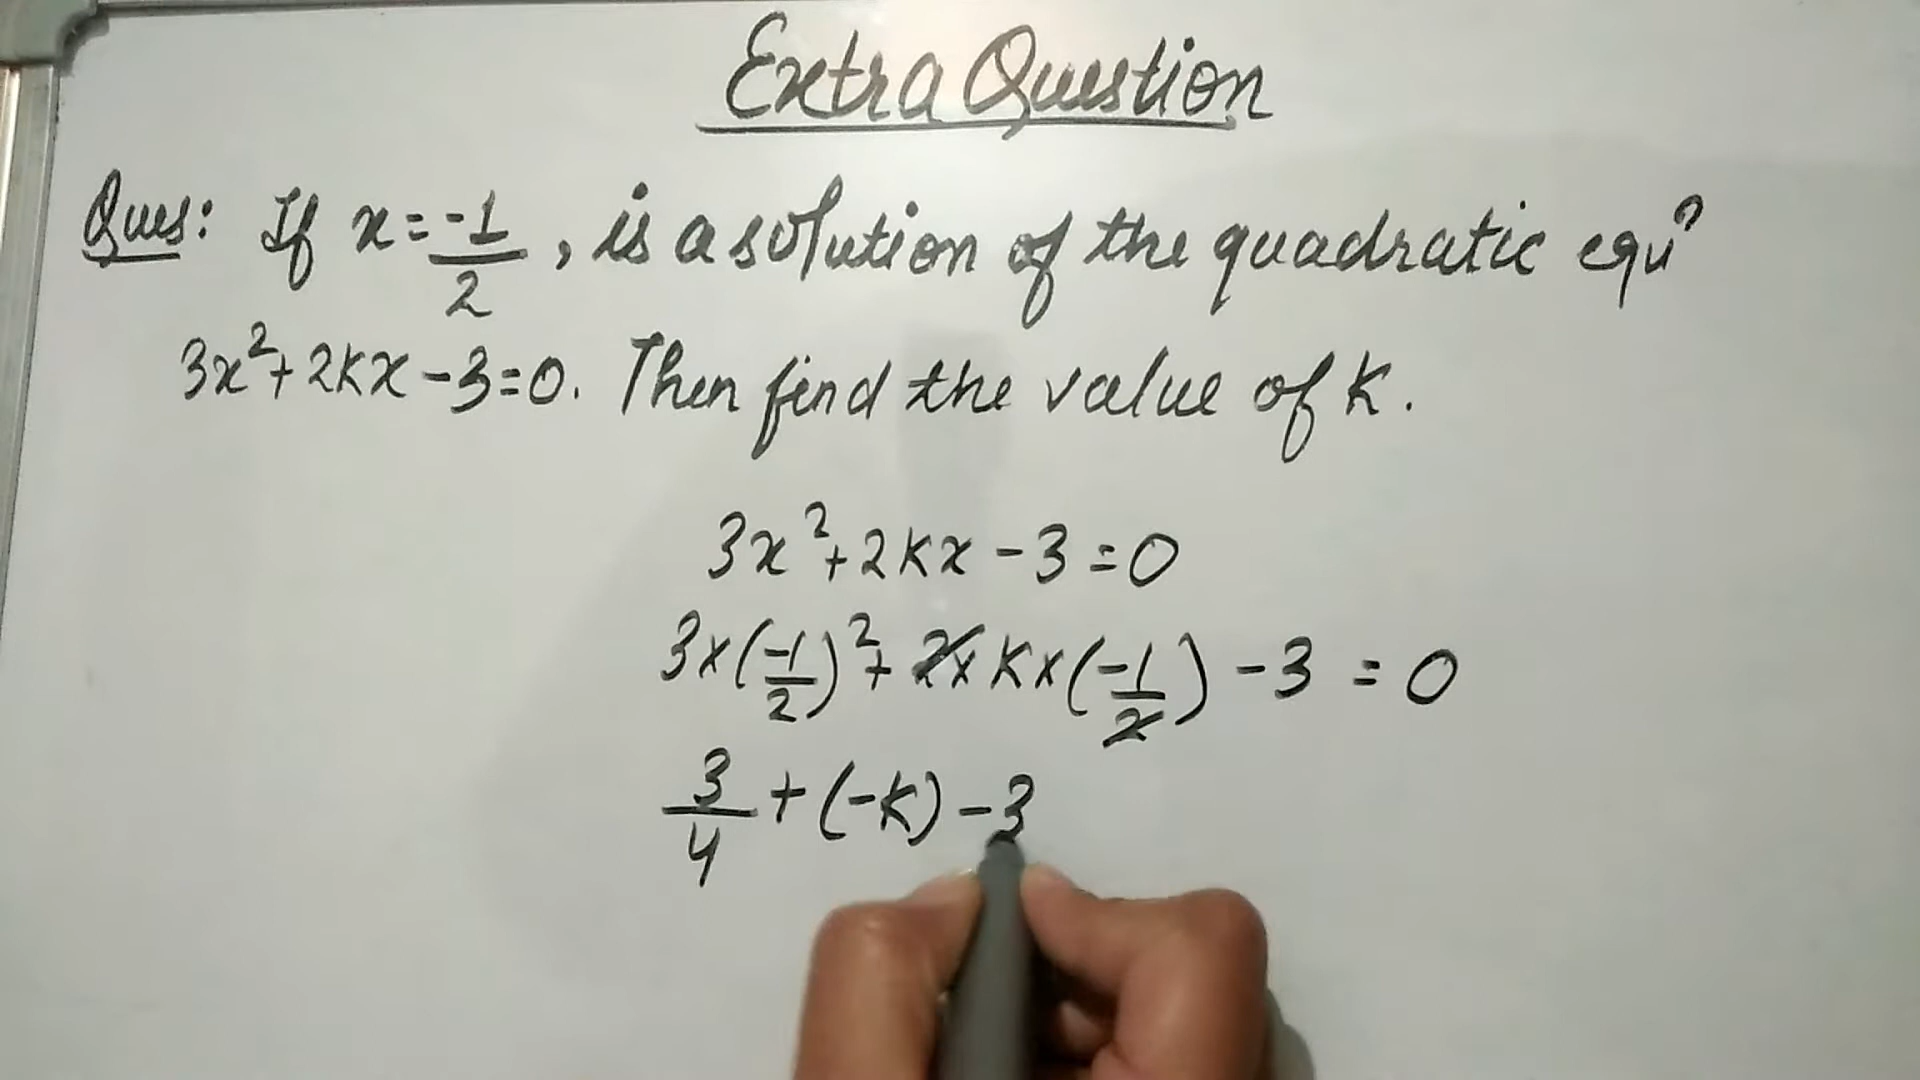 Extra Question
Ques: If x = -1/2, is a solution of the quadratic equⁿ
3x²+2kx-3=0. Then find the value of k.
3x²+2kx-3=0
3×(-1/2)²+2×k×(-1/2)-3=0
3/4+(-k)-3